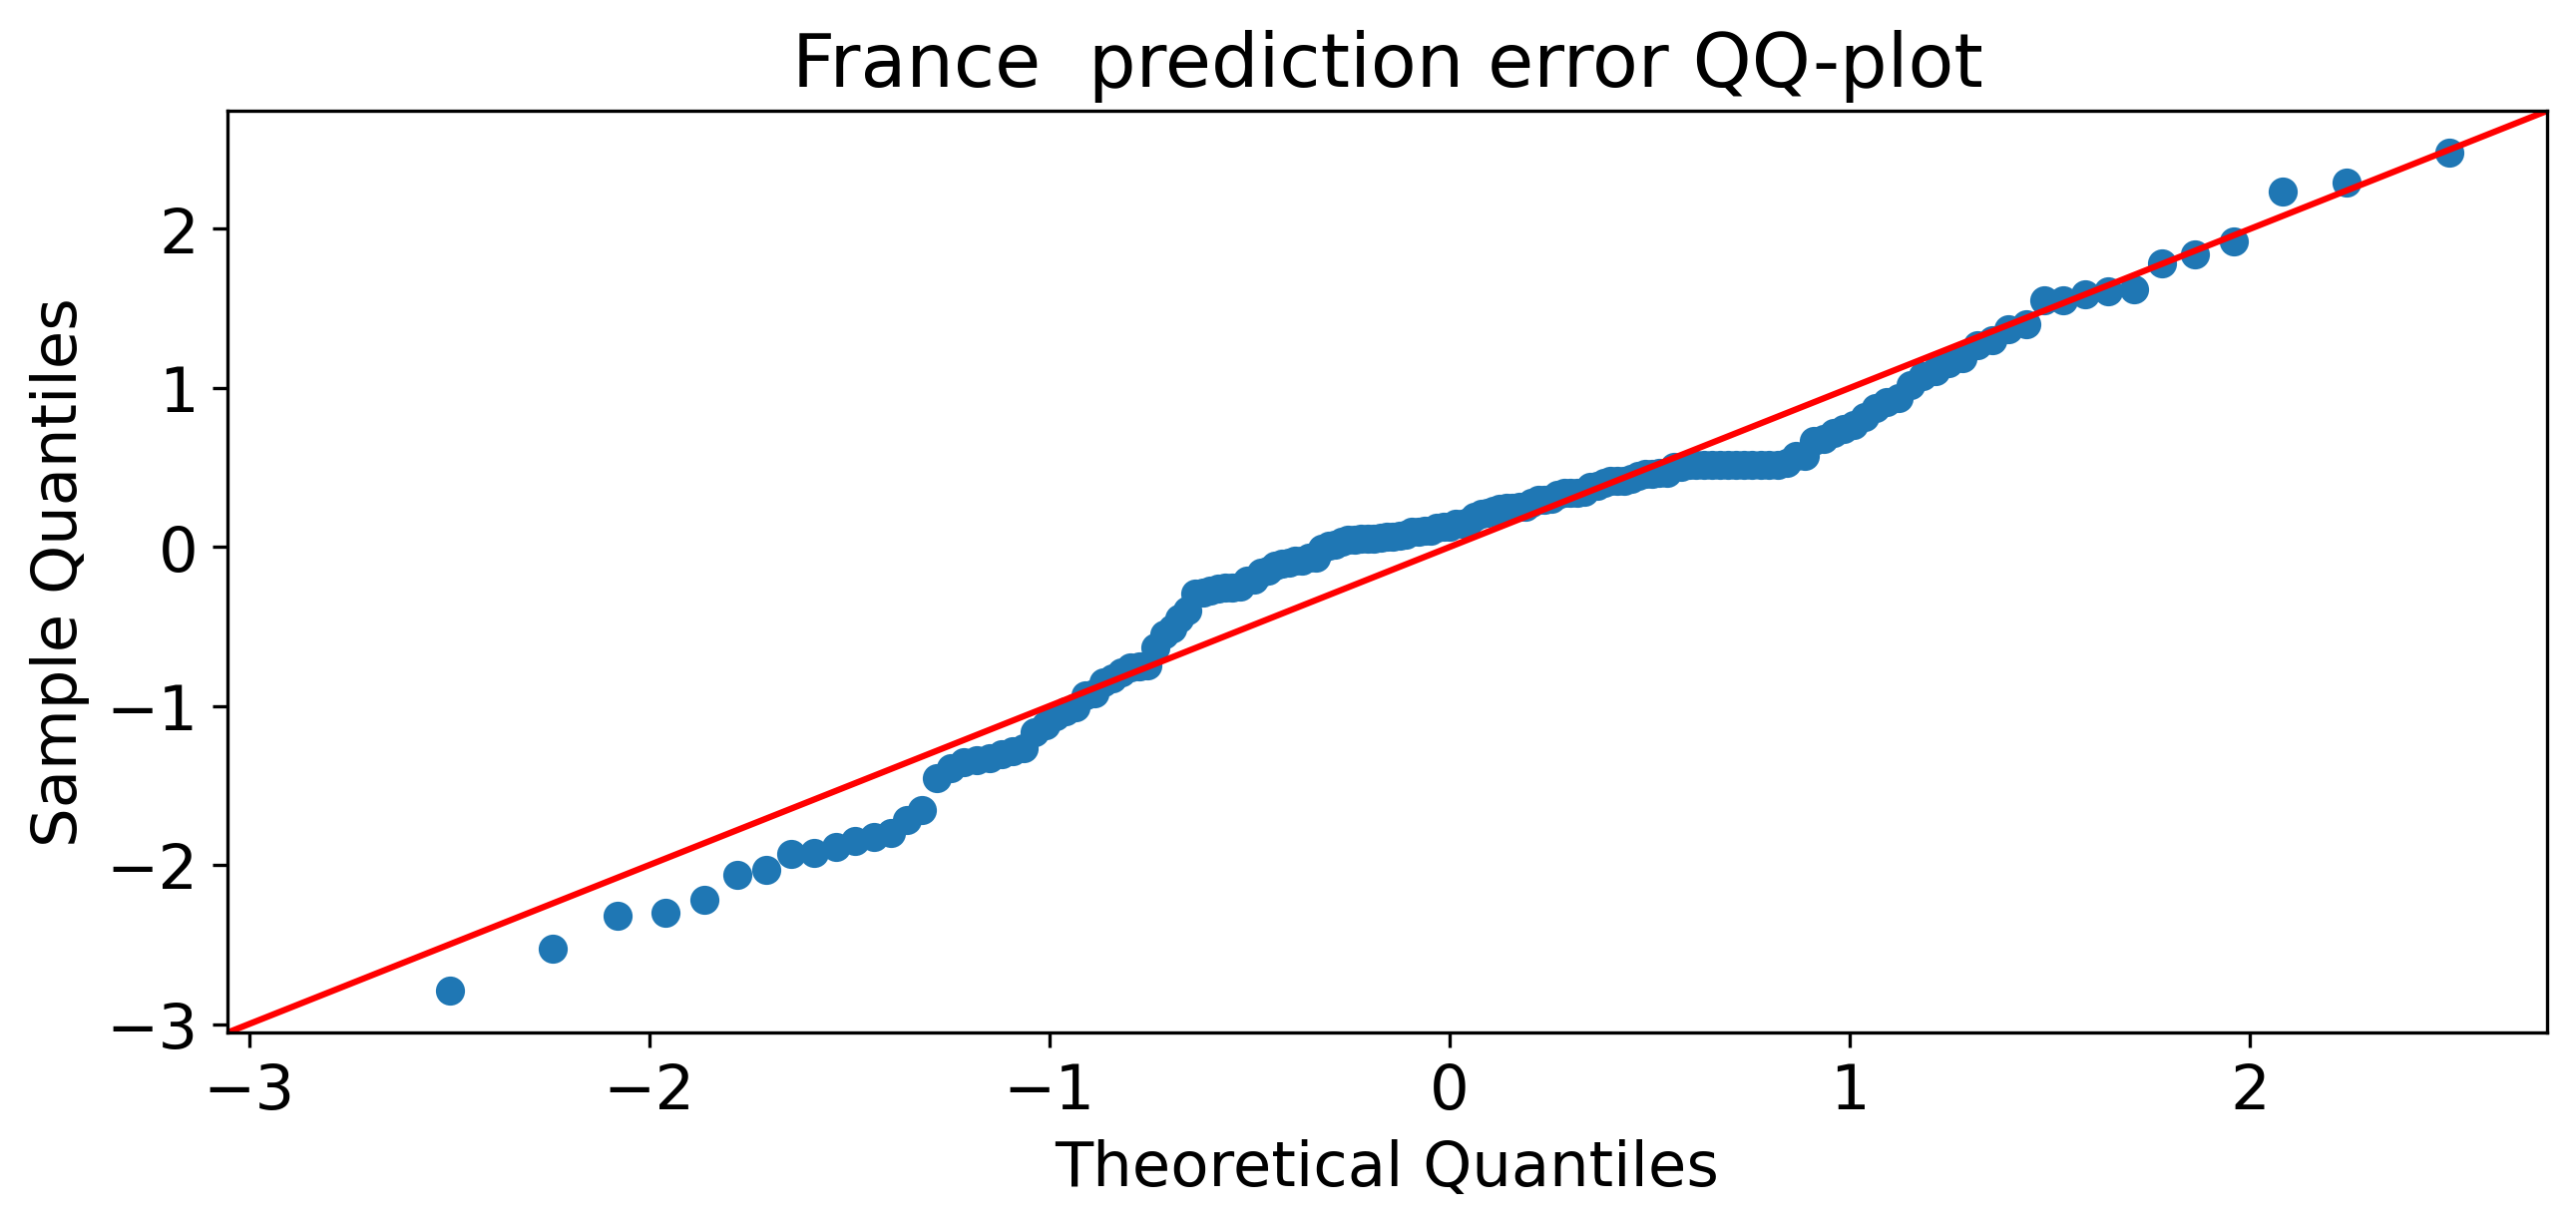 France  prediction error QQ-plot
Sample Quantiles
2
1
0
−1
−2
−3
−3 −2 −1 0 1 2
Theoretical Quantiles